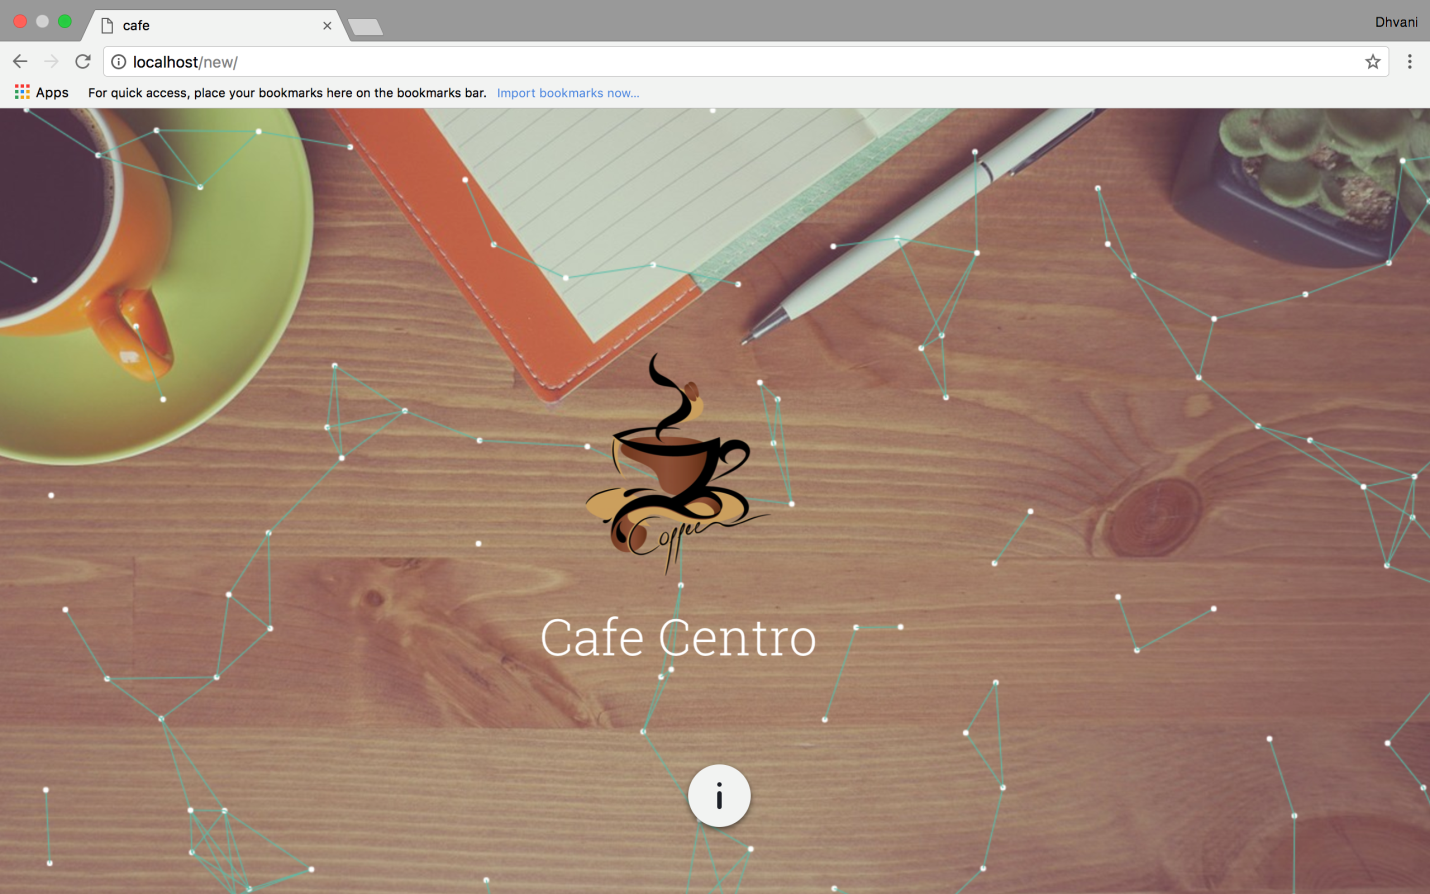 cafe
Dhvani
localhost/new/
Apps
For quick access, place your bookmarks here on the bookmarks bar. Import bookmarks now...
Coffee
Cafe Centro
i